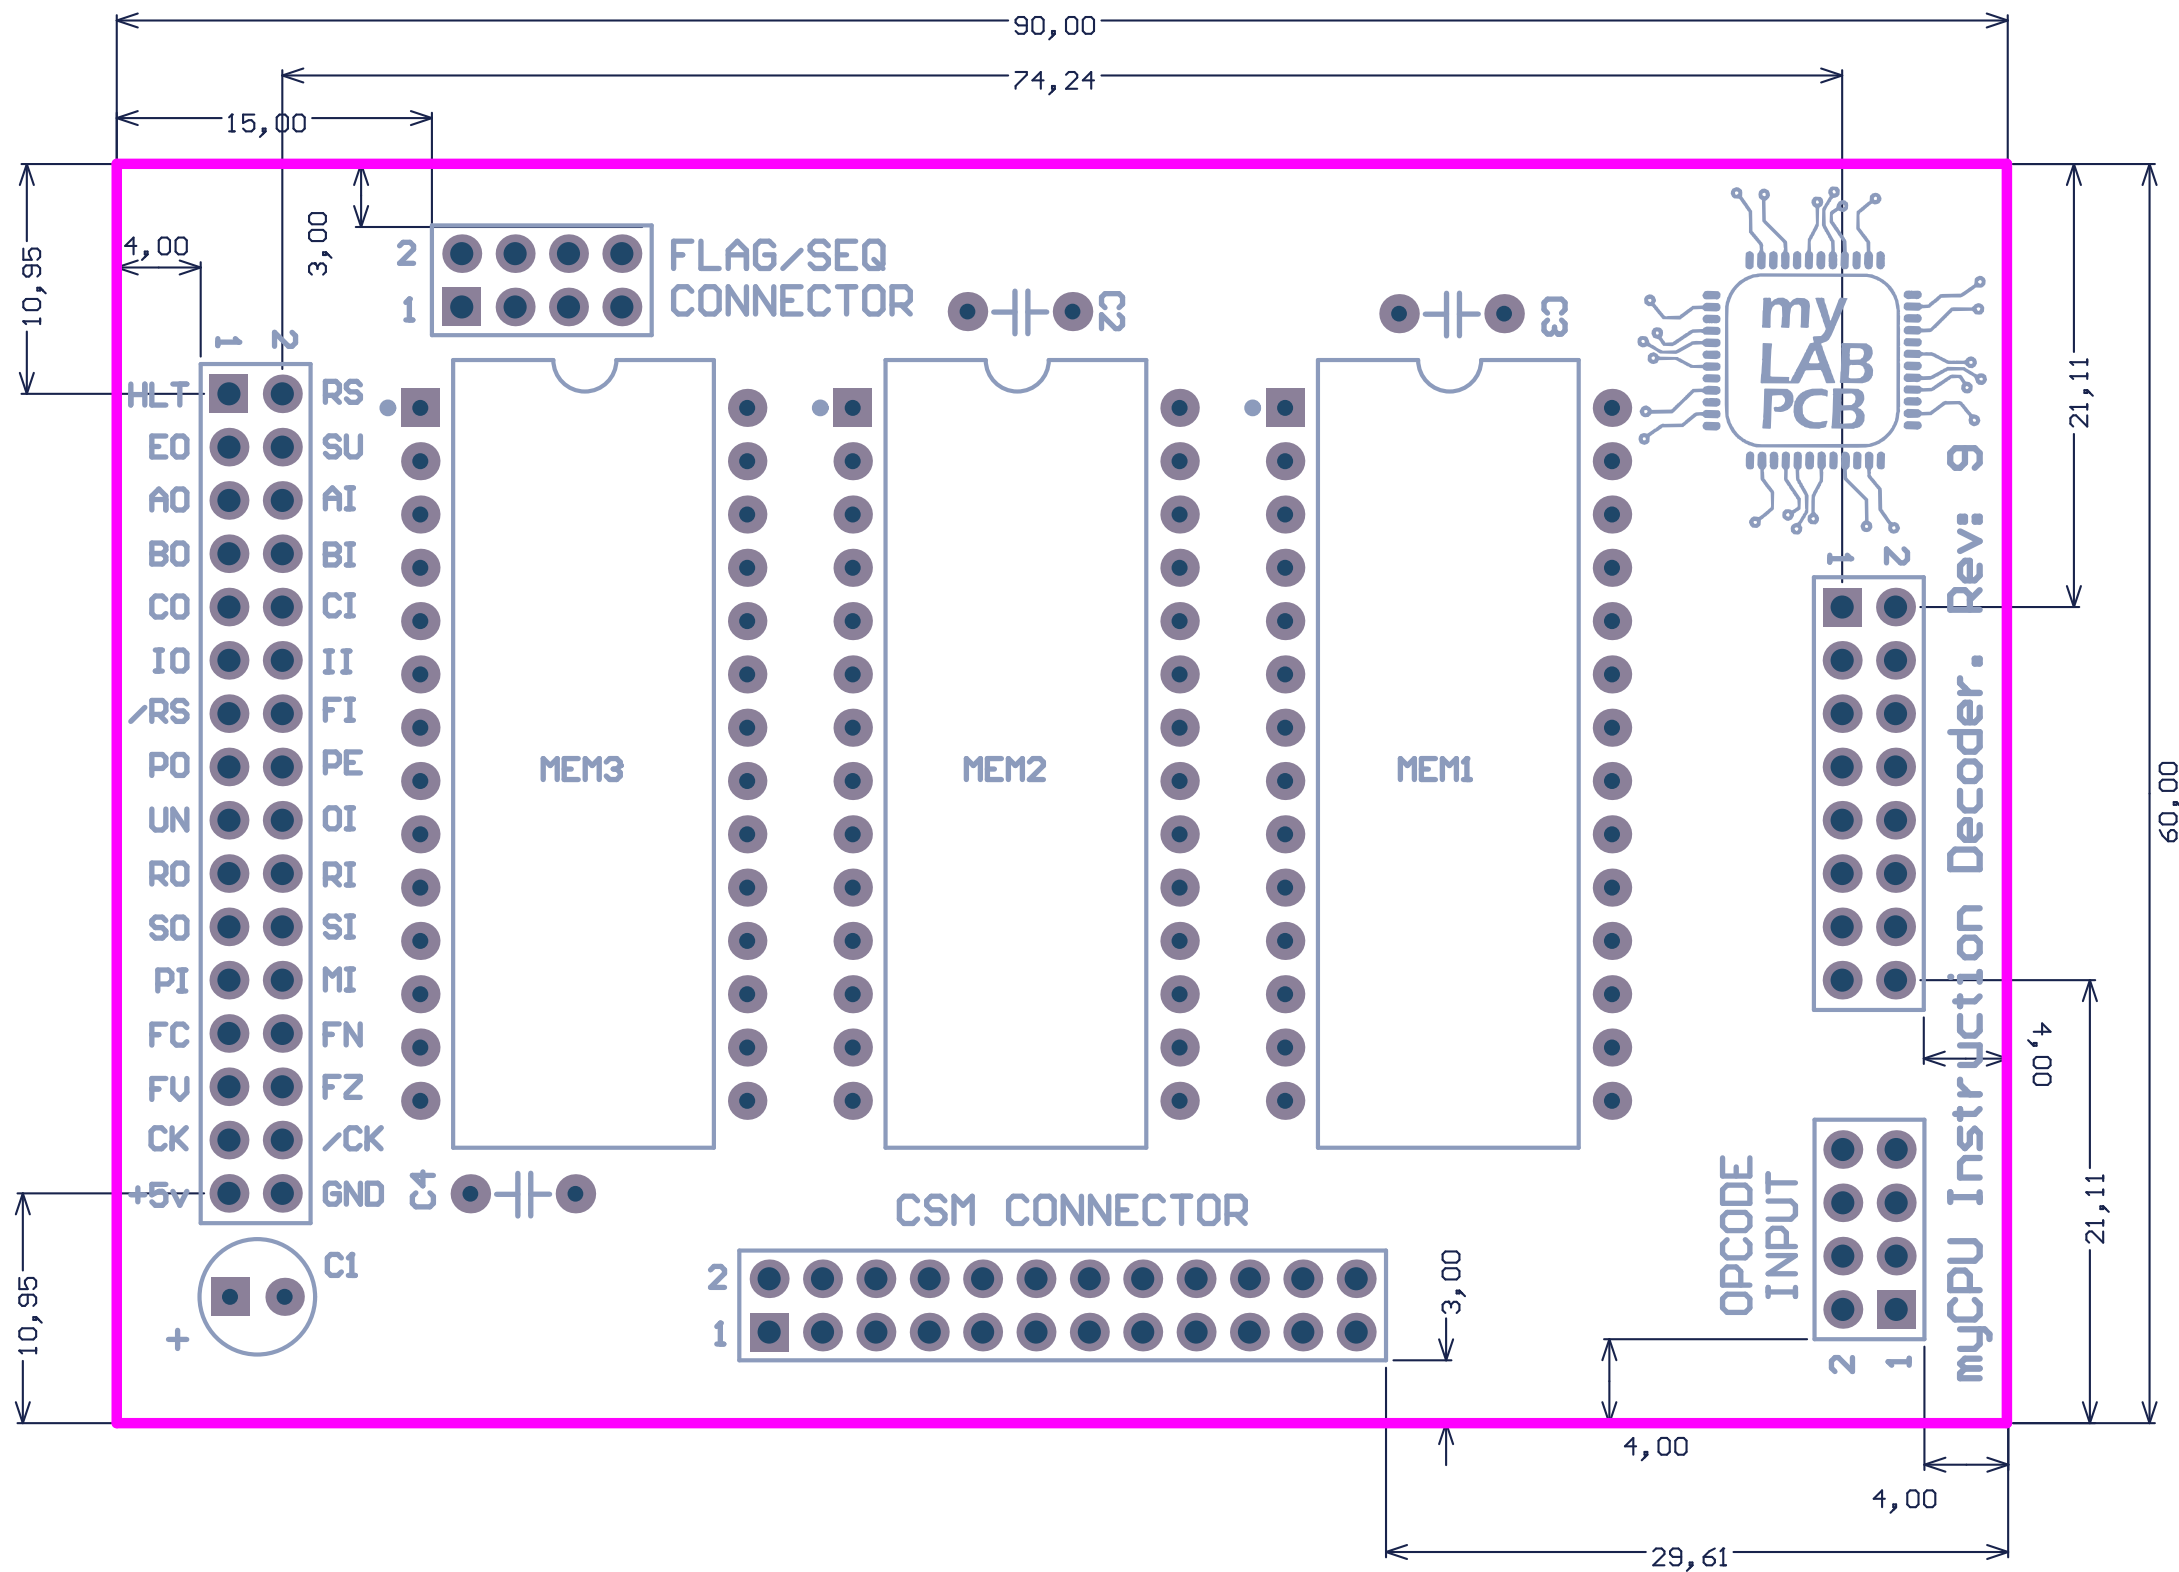 90,00
74,24
15,00
10,95
4,00
3,00
2
1
FLAG/SEQ
CONNECTOR
C2
C3
my
LAB
PCB
21,11
1 2
HLT RS
EO SU
AO AI
BO BI
CO CI
IO II
/RS FI
PO PE
UN OI
RO RI
SO SI
PI MI
FC FN
FV FZ
CK /CK
+5v GND
MEM3
MEM2
MEM1
1 2
myCPU Instruction Decoder. Rev: 9
60,00
4,00
21,11
C4
CSM CONNECTOR
2
1
3,00
OPCODE
INPUT
2 1
C1
+
10,95
4,00
4,00
29,61